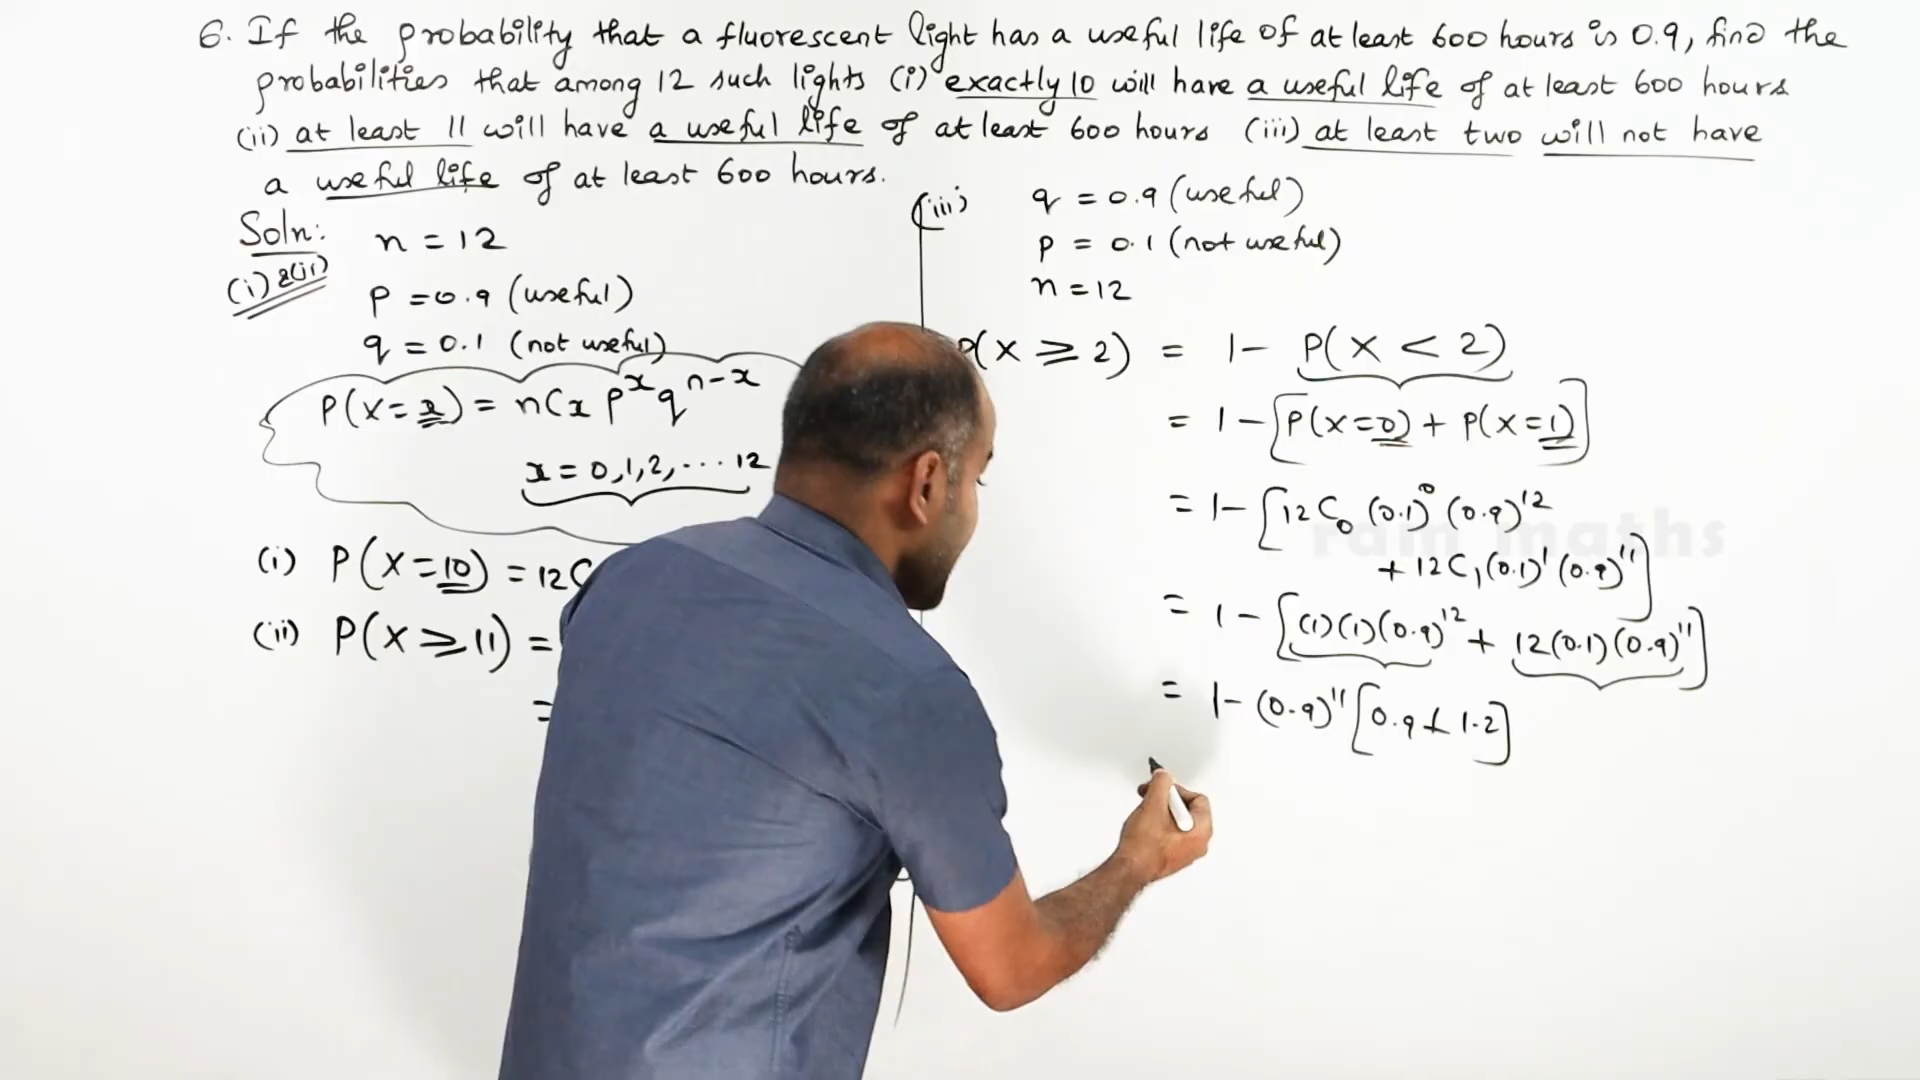 6. If the probability that a fluorescent light has a useful life of at least 600 hours is 0.9, find the
probabilities that among 12 such lights (i) exactly 10 will have a useful life of at least 600 hours
(ii) at least 11 will have a useful life of at least 600 hours (iii) at least two will not have
a useful life of at least 600 hours.
Soln:
n = 12
(i) & (ii)
p = 0.9 (useful)
q = 0.1 (not useful)
P(X = x) = nCx p^x q^n-x
x = 0,1,2,...12
(i) P(X = 10) = 12C
(ii) P(X ≥ 11) =
=
(iii)
q = 0.9 (useful)
p = 0.1 (not useful)
n = 12
P(X ≥ 2) = 1 - P(X < 2)
= 1 - [P(X=0) + P(X=1)]
= 1 - [12C₀ (0.1)⁰ (0.9)¹²
+ 12C₁ (0.1)¹ (0.9)¹¹]
= 1 - [(1)(1)(0.9)¹² + 12(0.1)(0.9)¹¹]
= 1 - (0.9)¹¹ [0.9 + 1.2]
ram maths